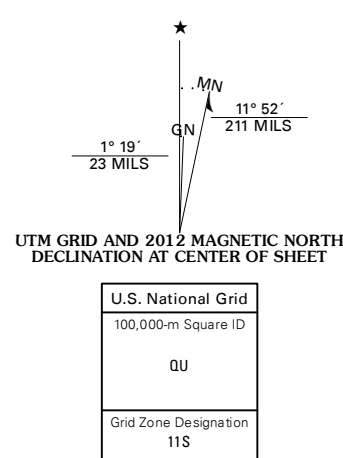 ★
MN
11° 52´
211 MILS
GN
1° 19´
23 MILS
UTM GRID AND 2012 MAGNETIC NORTH
DECLINATION AT CENTER OF SHEET
U.S. National Grid
100,000-m Square ID
QU
Grid Zone Designation
11S